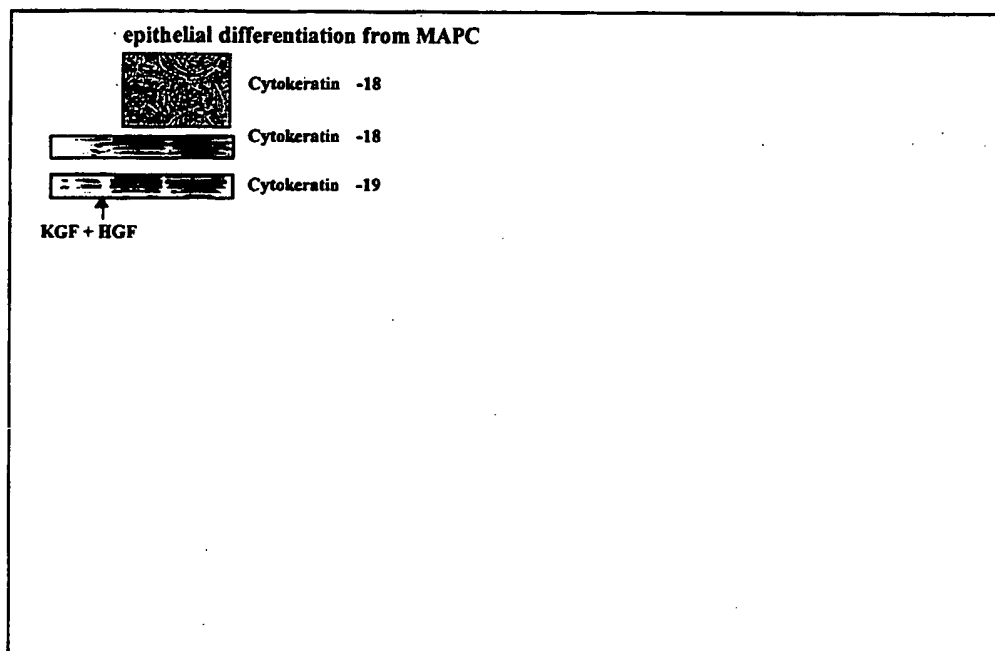 epithelial differentiation from MAPC
Cytokeratin -18
Cytokeratin -18
Cytokeratin -19
KGF + HGF